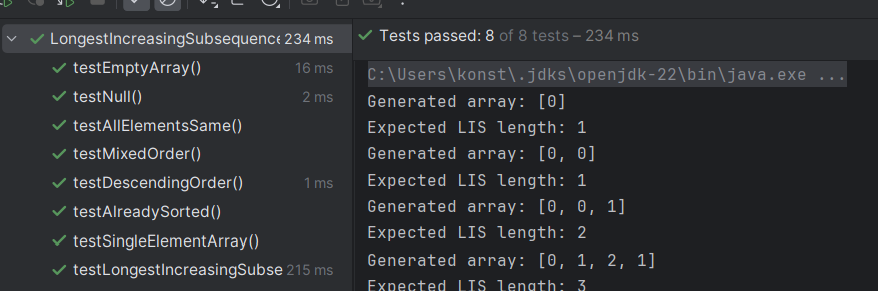 LongestIncreasingSubsequence 234 ms
testEmptyArray() 16 ms
testNull() 2 ms
testAllElementsSame()
testMixedOrder()
testDescendingOrder() 1 ms
testAlreadySorted()
testSingleElementArray()
testLongestIncreasingSubse 215 ms
Tests passed: 8 of 8 tests – 234 ms
C:\Users\konst\.jdks\openjdk-22\bin\java.exe ...
Generated array: [0]
Expected LIS length: 1
Generated array: [0, 0]
Expected LIS length: 1
Generated array: [0, 0, 1]
Expected LIS length: 2
Generated array: [0, 1, 2, 1]
Expected LIS length: 3